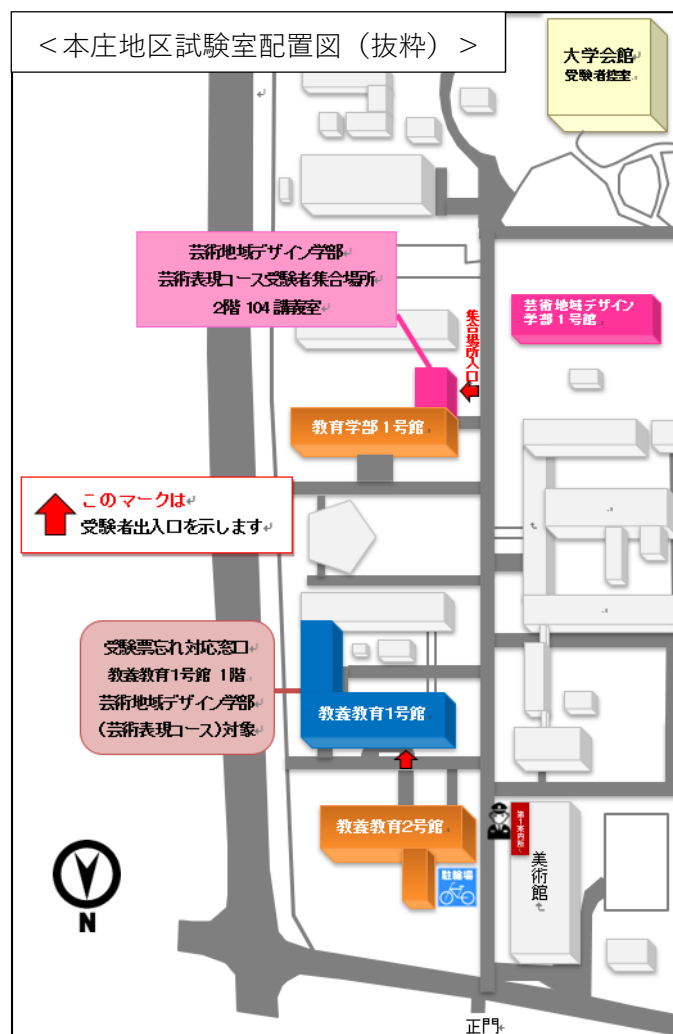 ＜本庄地区試験室配置図（抜粋）＞
大学会館
受験者控室
芸術地域デザイン学部
芸術表現コース受験者集合場所
2階 104 講義室
芸術地域デザイン
学部1号館
集合場所入口
教育学部1号館
このマークは
受験者出入口を示します
受験票忘れ対応窓口
教養教育1号館 1階
芸術地域デザイン学部
（芸術表現コース）対象
教養教育1号館
教養教育2号館
第1案内所
美術館
駐輪場
N
正門